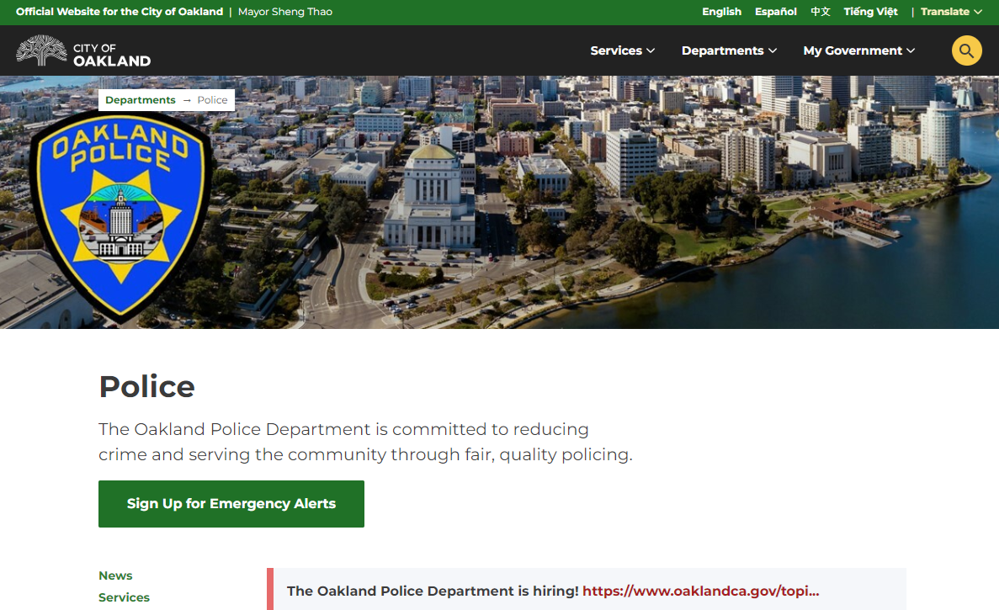 Official Website for the City of Oakland | Mayor Sheng Thao
English Español 中文 Tiếng Việt | Translate
CITY OF
OAKLAND
Services Departments My Government
Departments → Police
OAKLAND
POLICE
Police
The Oakland Police Department is committed to reducing
crime and serving the community through fair, quality policing.
Sign Up for Emergency Alerts
News
Services
The Oakland Police Department is hiring! https://www.oaklandca.gov/topi...